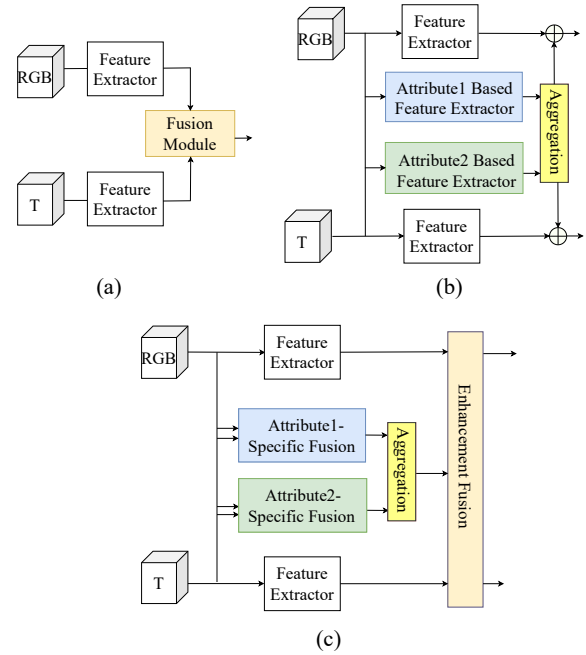 RGB
Feature
Extractor
Fusion
Module
T
Feature
Extractor
(a)
RGB
Feature
Extractor
Attribute1 Based
Feature Extractor
Attribute2 Based
Feature Extractor
Aggregation
T
Feature
Extractor
(b)
RGB
Feature
Extractor
Attribute1-
Specific Fusion
Attribute2-
Specific Fusion
Aggregation
Enhancement Fusion
T
Feature
Extractor
(c)